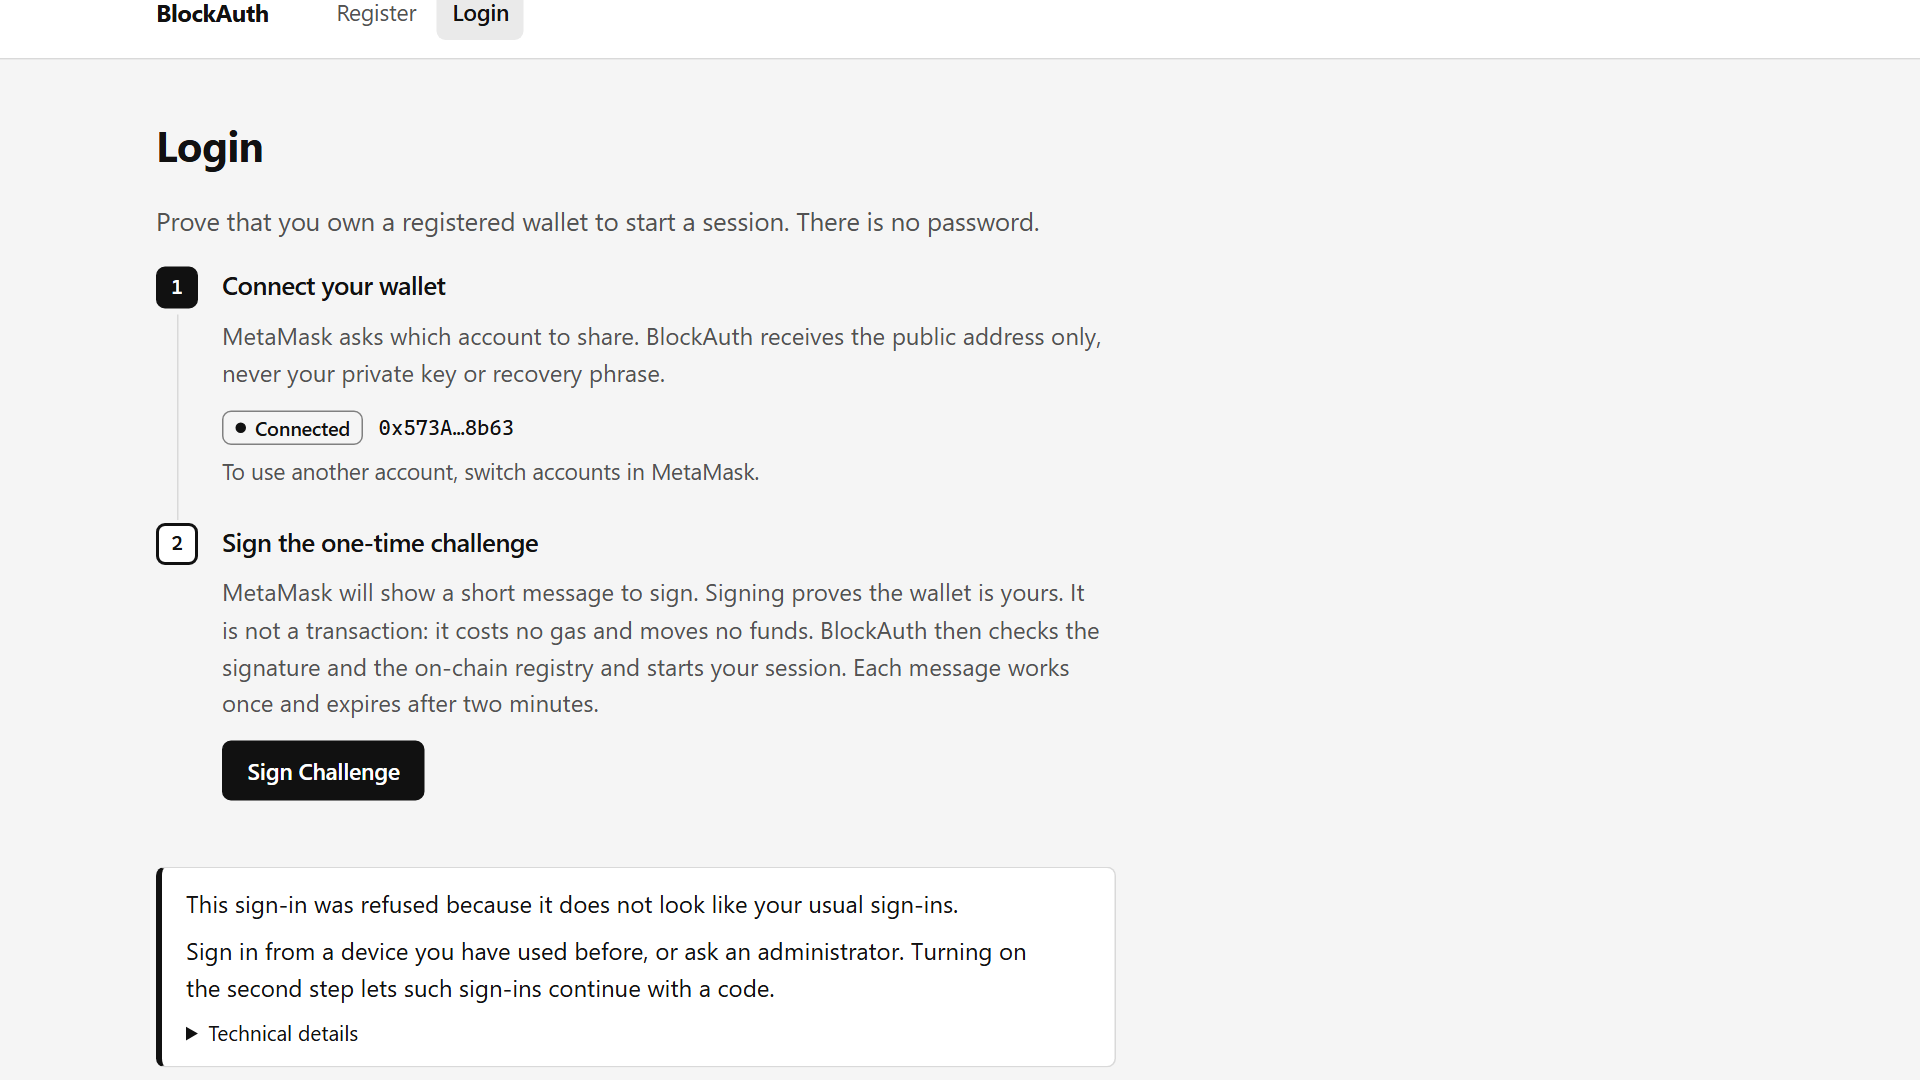 BlockAuth Register Login
Login
Prove that you own a registered wallet to start a session. There is no password.
1 Connect your wallet
MetaMask asks which account to share. BlockAuth receives the public address only,
never your private key or recovery phrase.
Connected 0x573A…8b63
To use another account, switch accounts in MetaMask.
2 Sign the one-time challenge
MetaMask will show a short message to sign. Signing proves the wallet is yours. It
is not a transaction: it costs no gas and moves no funds. BlockAuth then checks the
signature and the on-chain registry and starts your session. Each message works
once and expires after two minutes.
Sign Challenge
This sign-in was refused because it does not look like your usual sign-ins.
Sign in from a device you have used before, or ask an administrator. Turning on
the second step lets such sign-ins continue with a code.
Technical details